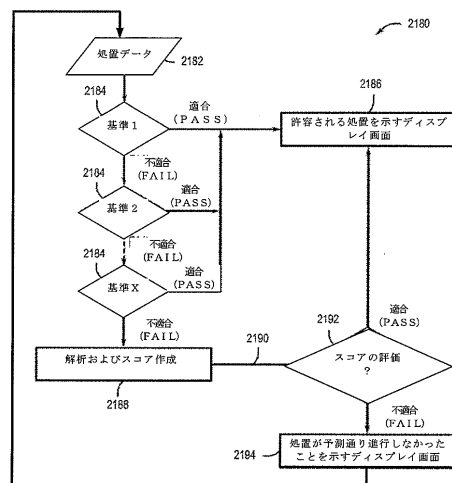 2180
処置データ
2182
2184
基準1
適合
(PASS)
2186
許容される処置を示すディスプ
レイ画面
不適合
(FAIL)
2184
基準2
適合
(PASS)
不適合
(FAIL)
2184
基準X
適合
(PASS)
不適合
(FAIL)
解析およびスコア作成
2188
2190
2192
適合
(PASS)
スコアの評価
?
不適合
(FAIL)
2194
処置が予測通り進行しなかった
ことを示すディスプレイ画面